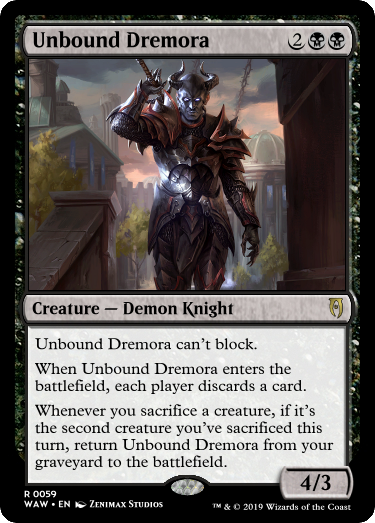 Unbound Dremora 2
Creature — Demon Knight
Unbound Dremora can't block.
When Unbound Dremora enters the
battlefield, each player discards a card.
Whenever you sacrifice a creature, if it's
the second creature you've sacrificed this
turn, return Unbound Dremora from your
graveyard to the battlefield.
4/3
R 0059
WAW • EN Zenimax Studios
™ & © 2019 Wizards of the Coast